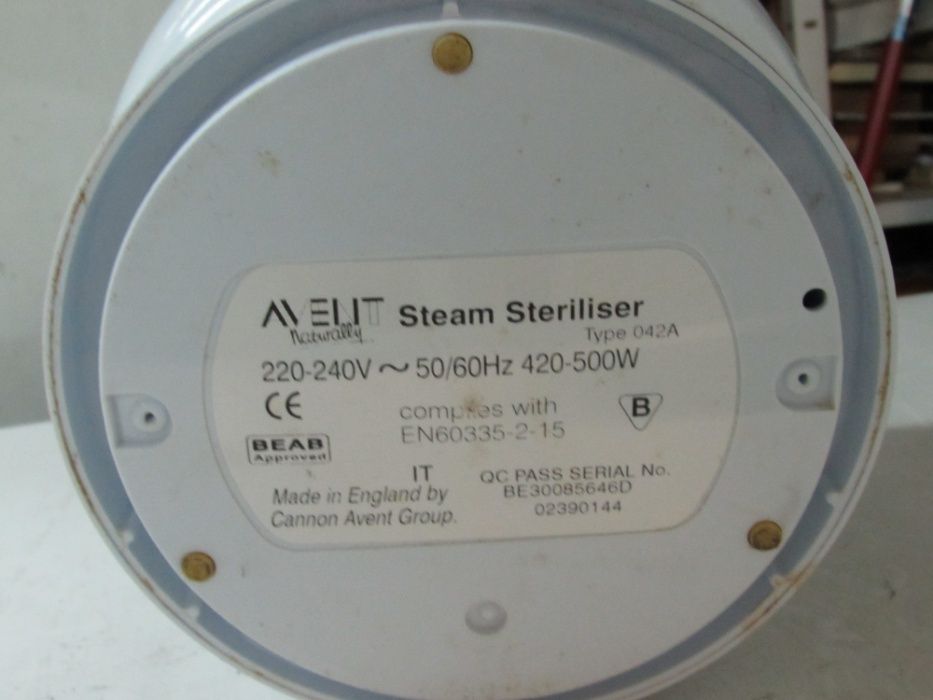 AVENT Steam Steriliser
Naturally
Type 042A
220-240V ~ 50/60Hz 420-500W
CE
complies with
EN60335-2-15
B
BEAB
Approved
IT
QC PASS SERIAL No.
BE30085646D
02390144
Made in England by
Cannon Avent Group.